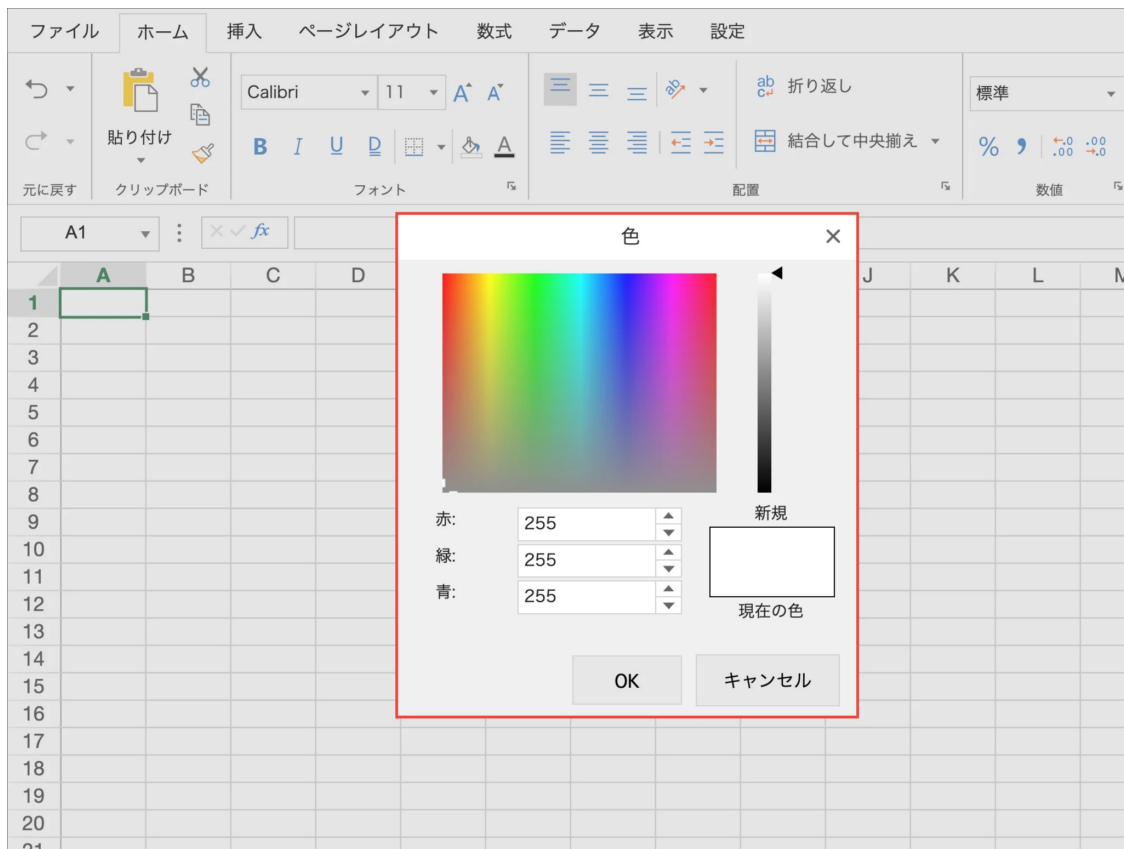 ファイル ホーム 挿入 ページレイアウト 数式 データ 表示 設定
Calibri 11 ab 折り返し 標準
貼り付け B I U D A 結合して中央揃え % , .00 .0
元に戻す クリップボード フォント 配置 数値
A1 fx
色
A B C D J K L M
1
2
3
4
5
6
7
8
9
10
11
12
13
14
15
16
17
18
19
20
21
赤: 255
緑: 255
青: 255
新規
現在の色
OK キャンセル